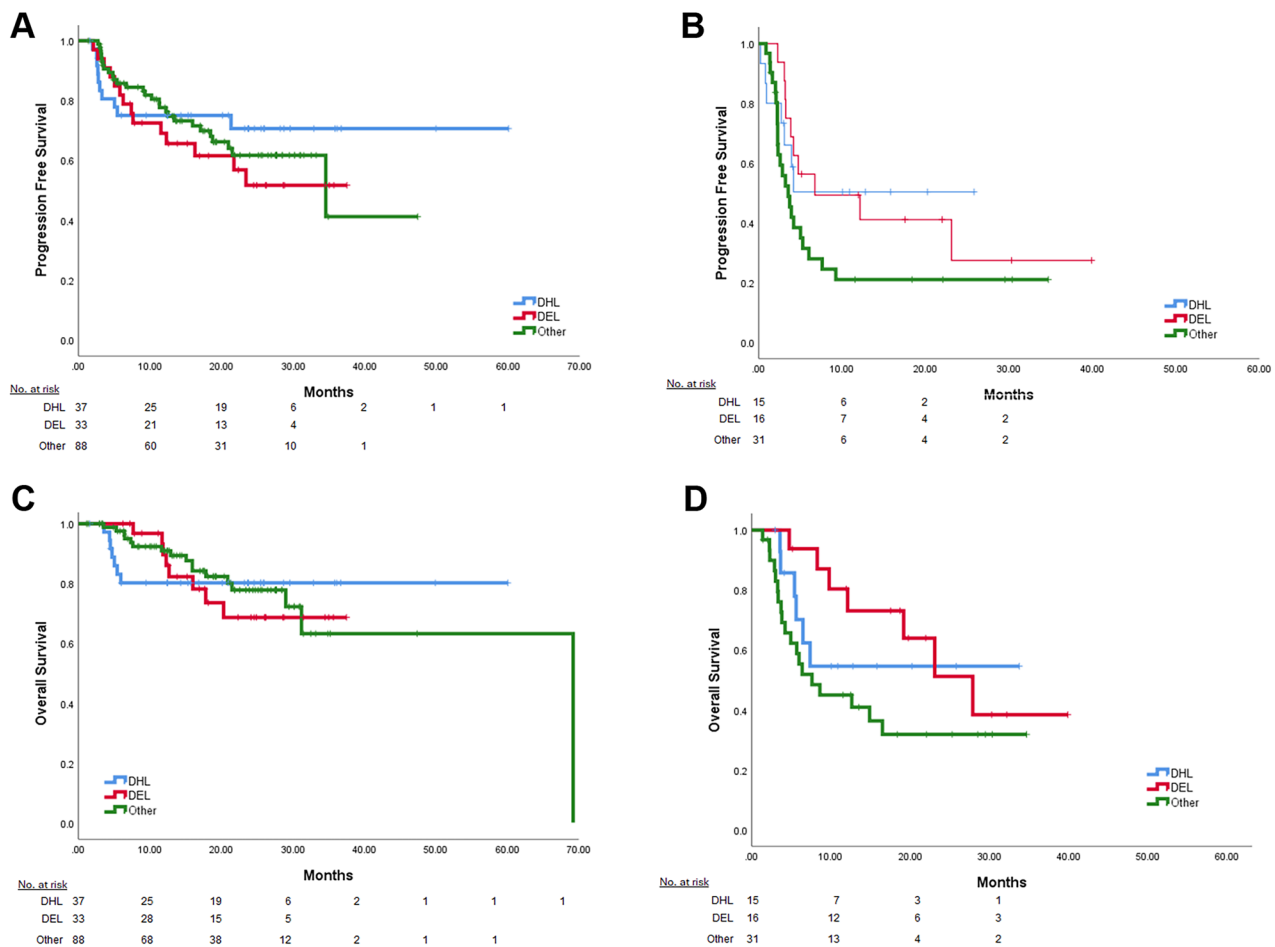 A
Progression Free Survival
1.0
0.8
0.6
0.4
0.2
0.0
DHL
DEL
Other
.00 10.00 20.00 30.00 40.00 50.00 60.00 70.00
Months
No. at risk
DHL 37 25 19 6 2 1 1
DEL 33 21 13 4
Other 88 60 31 10 1
B
Progression Free Survival
1.0
0.8
0.6
0.4
0.2
0.0
DHL
DEL
Other
.00 10.00 20.00 30.00 40.00 50.00 60.00
Months
No. at risk
DHL 15 6 2
DEL 16 7 4 2
Other 31 6 4 2
C
Overall Survival
1.0
0.8
0.6
0.4
0.2
0.0
DHL
DEL
Other
.00 10.00 20.00 30.00 40.00 50.00 60.00 70.00
Months
No. at risk
DHL 37 25 19 6 2 1 1 1
DEL 33 28 15 5
Other 88 68 38 12 2 1 1
D
Overall Survival
1.0
0.8
0.6
0.4
0.2
0.0
DHL
DEL
Other
.00 10.00 20.00 30.00 40.00 50.00 60.00
Months
No. at risk
DHL 15 7 3 1
DEL 16 12 6 3
Other 31 13 4 2